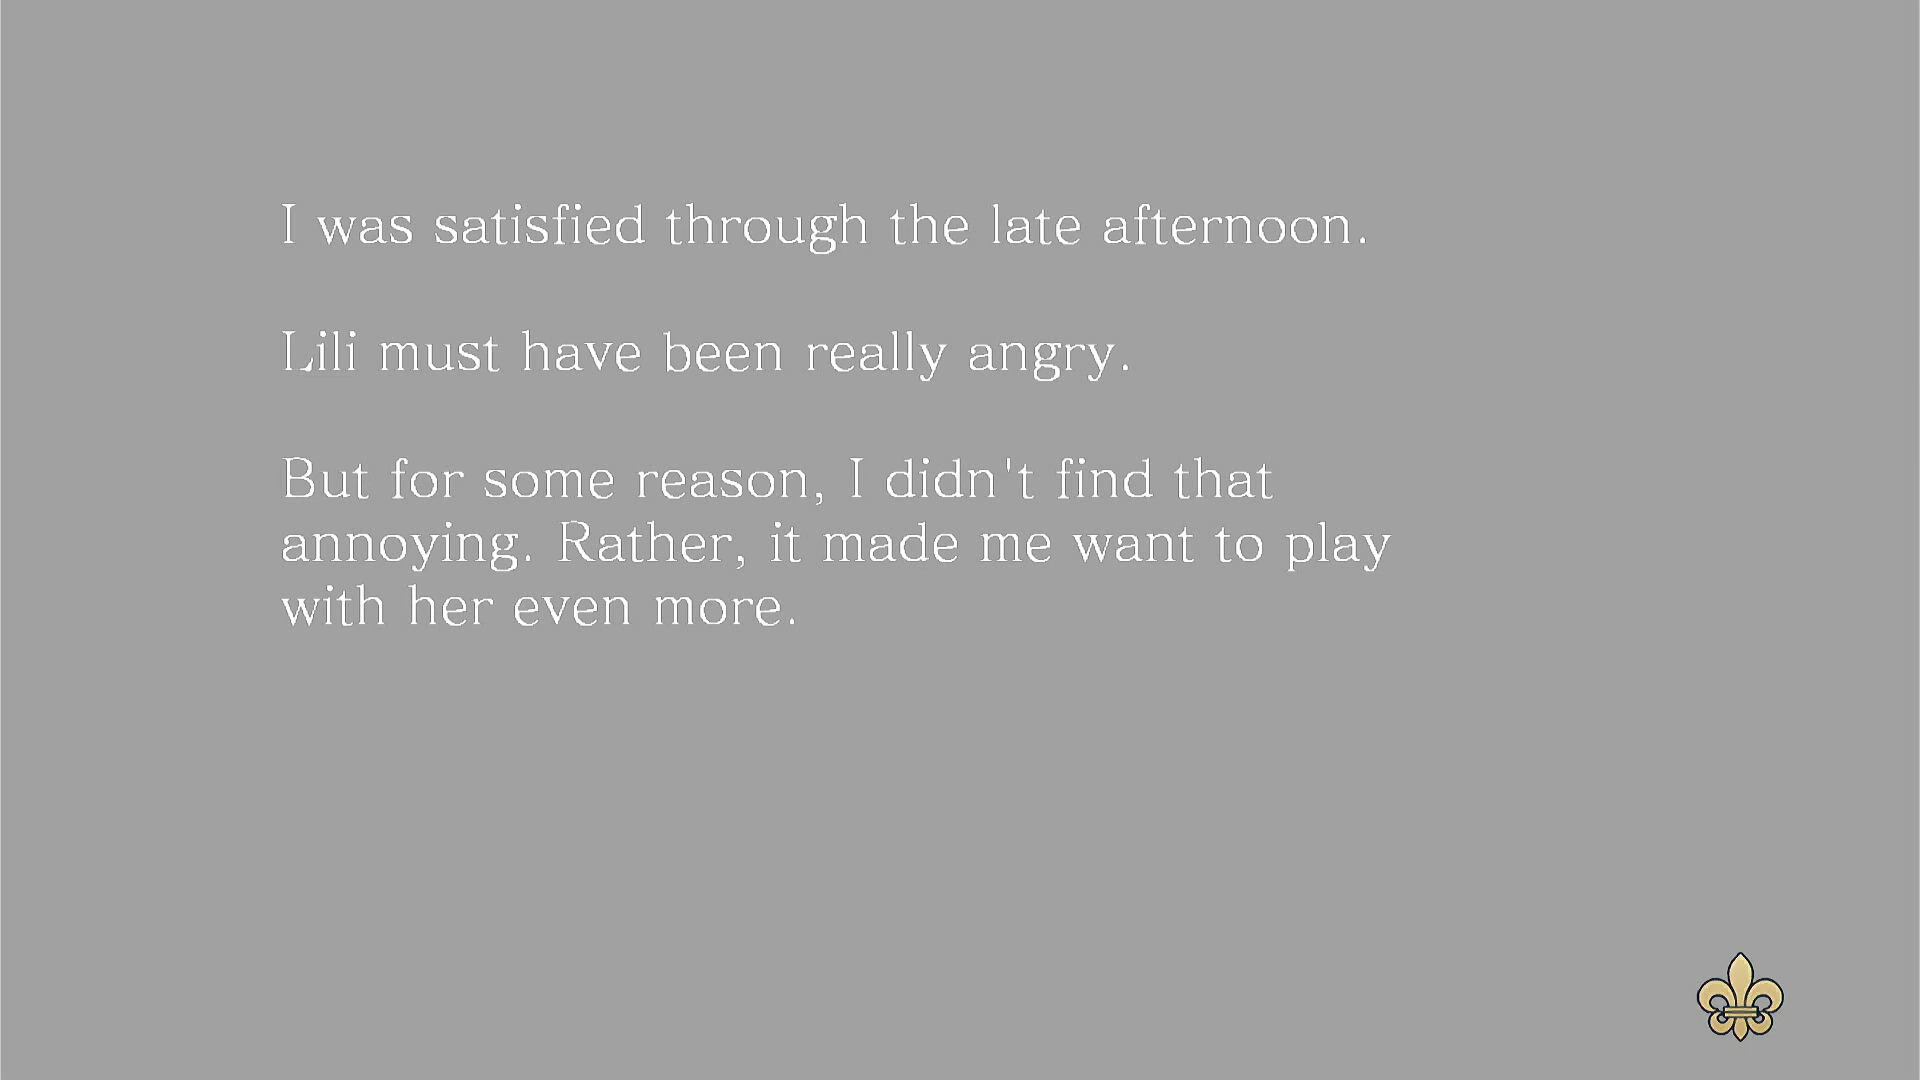 I was satisfied through the late afternoon.
Lili must have been really angry.
But for some reason, I didn't find that
annoying. Rather, it made me want to play
with her even more.